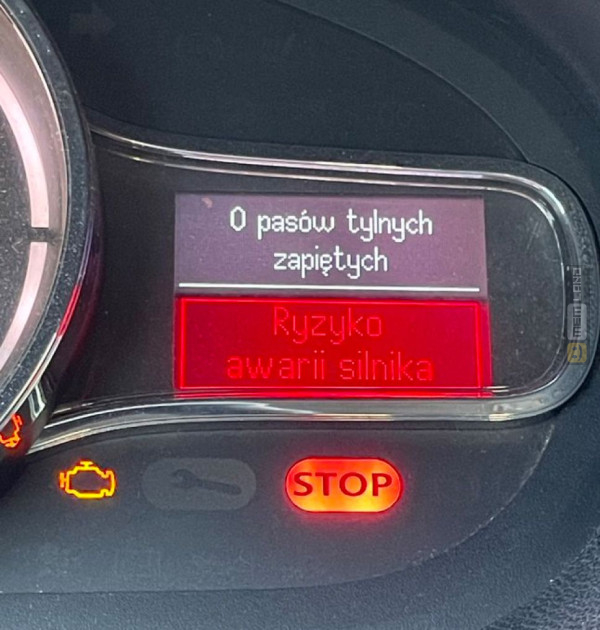 0 pasów tylnych
zapiętych
Ryzyko
awarii silnika
STOP